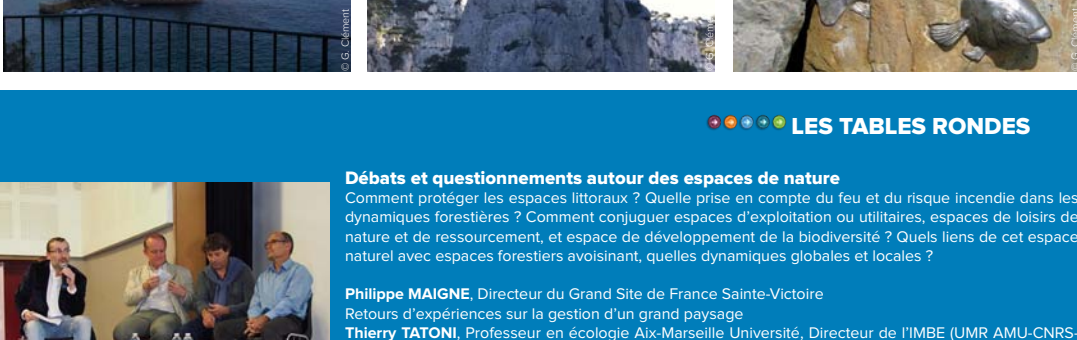 © G. Clément
© G. Clément
© G. Clément
LES TABLES RONDES
Débats et questionnements autour des espaces de nature
Comment protéger les espaces littoraux ? Quelle prise en compte du feu et du risque incendie dans les
dynamiques forestières ? Comment conjuguer espaces d’exploitation ou utilitaires, espaces de loisirs de
nature et de ressourcement, et espace de développement de la biodiversité ? Quels liens de cet espace
naturel avec espaces forestiers avoisinant, quelles dynamiques globales et locales ?
Philippe MAIGNE, Directeur du Grand Site de France Sainte-Victoire
Retours d’expériences sur la gestion d’un grand paysage
Thierry TATONI, Professeur en écologie Aix-Marseille Université, Directeur de l’IMBE (UMR AMU-CNRS-